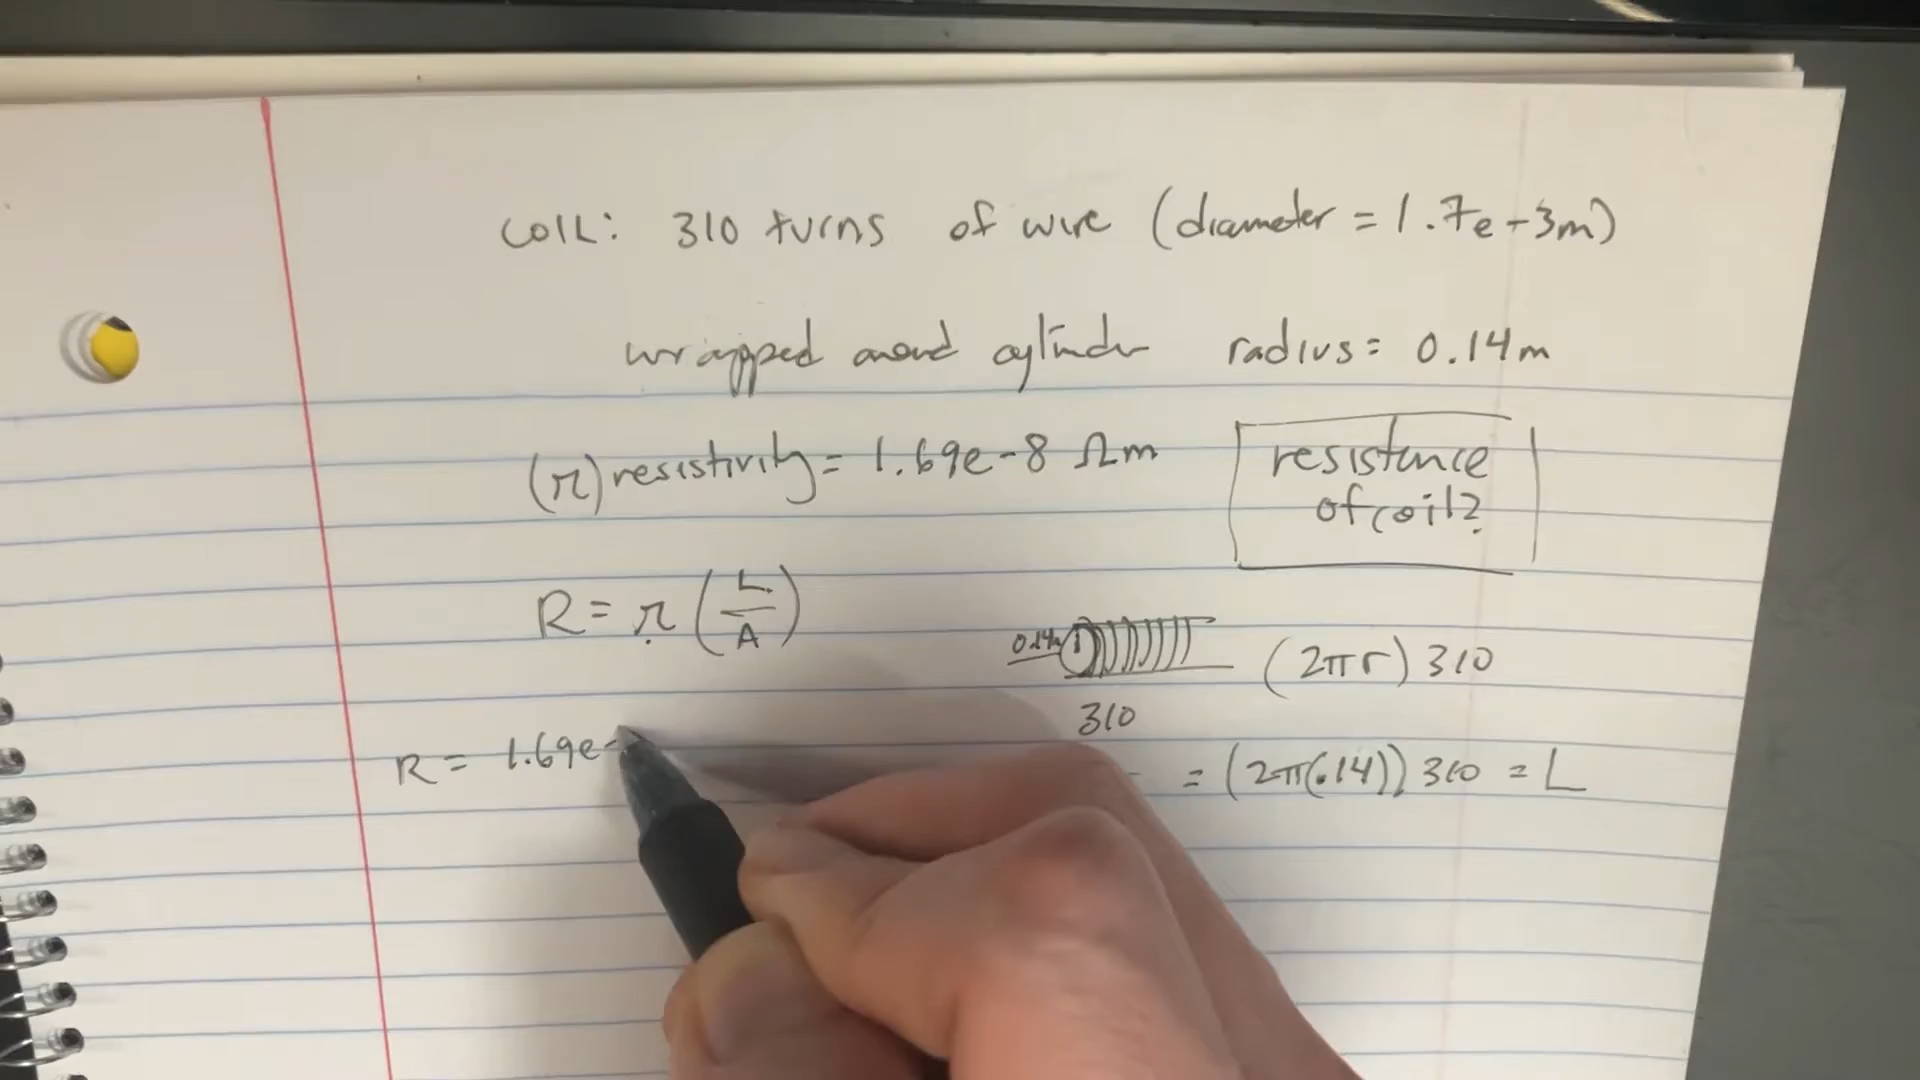 coil: 310 turns of wire (diameter = 1.7e-3m)
wrapped around cylinder radius = 0.14m
(r) resistivity = 1.69e-8 Ωm
resistance
of coil?
R = r (L/A)
0.14m
(2πr) 310
310
= (2π(.14)) 310 = L
R = 1.69e-